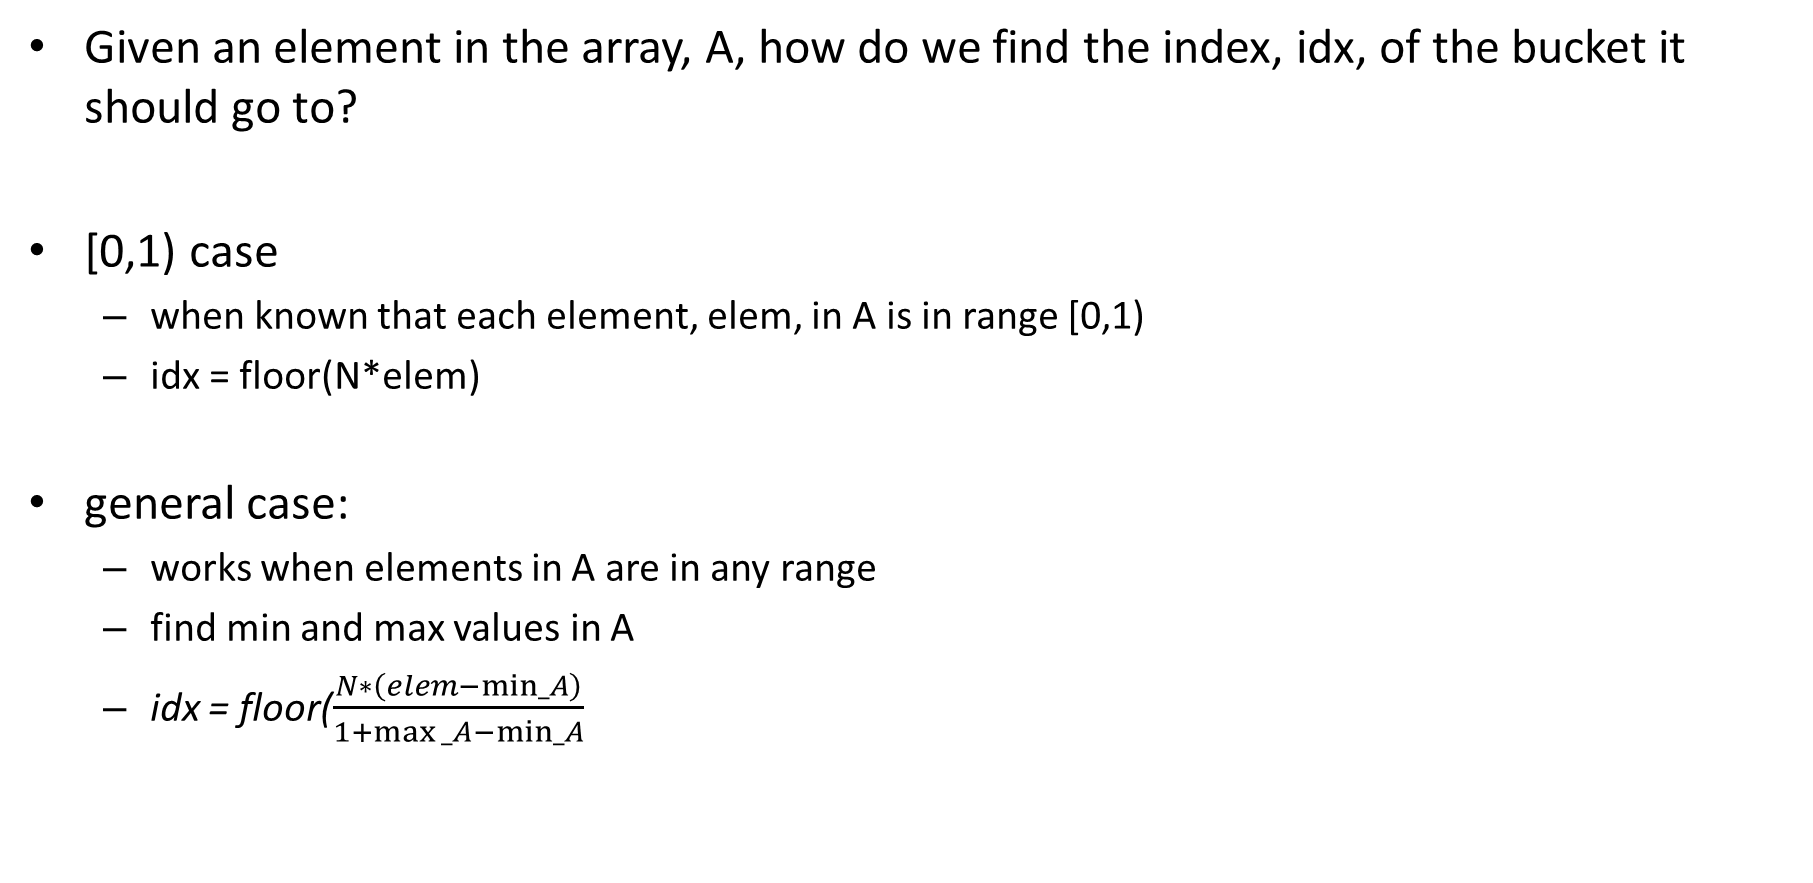 • Given an element in the array, A, how do we find the index, idx, of the bucket it
should go to?
• [0,1) case
– when known that each element, elem, in A is in range [0,1)
– idx = floor(N*elem)
• general case:
– works when elements in A are in any range
– find min and max values in A
– idx = floor(\frac{N*(elem−min_A)}{1+max_A−min_A}